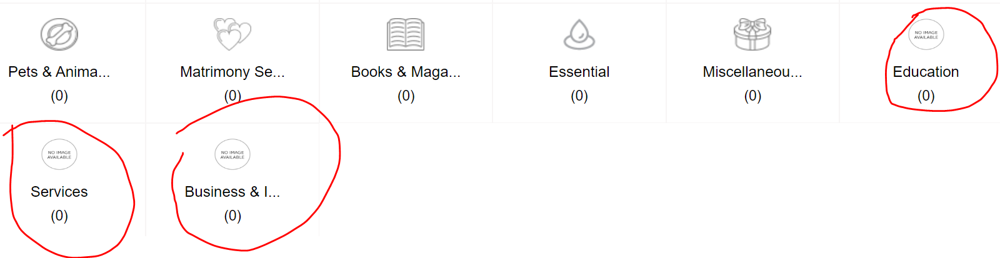 NO IMAGE
AVAILABLE
Pets & Anima...
Matrimony Se...
Books & Maga...
Essential
Miscellaneou...
Education
(0)
(0)
(0)
(0)
(0)
(0)
NO IMAGE
AVAILABLE
NO IMAGE
AVAILABLE
Services
Business & I...
(0)
(0)